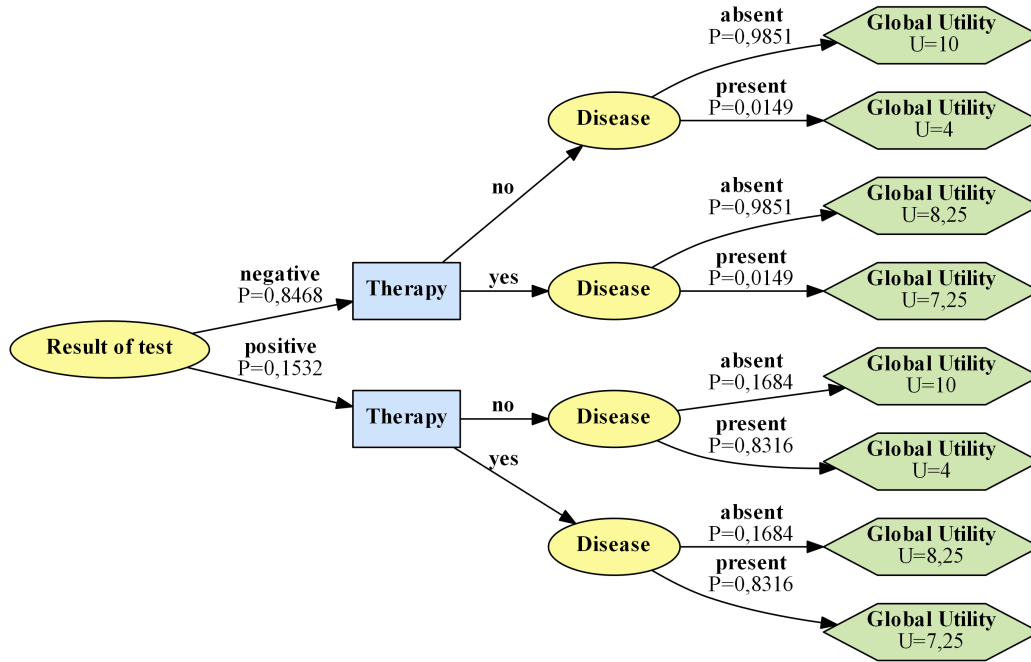 absent
P=0,9851
Global Utility
U=10
present
P=0,0149
Global Utility
U=4
Disease
no
absent
P=0,9851
Global Utility
U=8,25
present
P=0,0149
Global Utility
U=7,25
Disease
yes
negative
P=0,8468
Therapy
Result of test
positive
P=0,1532
Therapy
no
Disease
absent
P=0,1684
Global Utility
U=10
present
P=0,8316
Global Utility
U=4
yes
Disease
absent
P=0,1684
Global Utility
U=8,25
present
P=0,8316
Global Utility
U=7,25